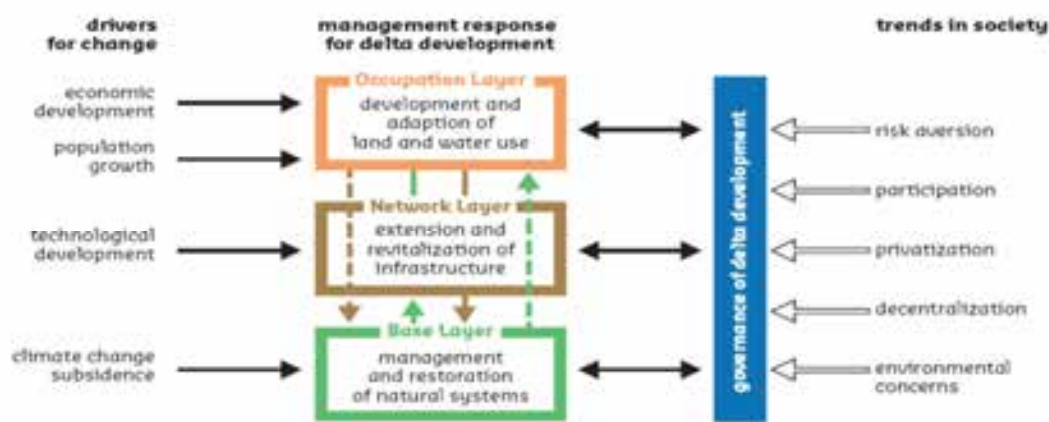 drivers
for change
management response
for delta development
trends in society
economic
development
population
growth
technological
development
climate change
subsidence
Occupation Layer
development and
adaption of
land and water use
Network Layer
extension and
revitalization of
infrastructure
Base Layer
management
and restoration
of natural systems
governance of delta development
risk aversion
participation
privatization
decentralization
environmental
concerns